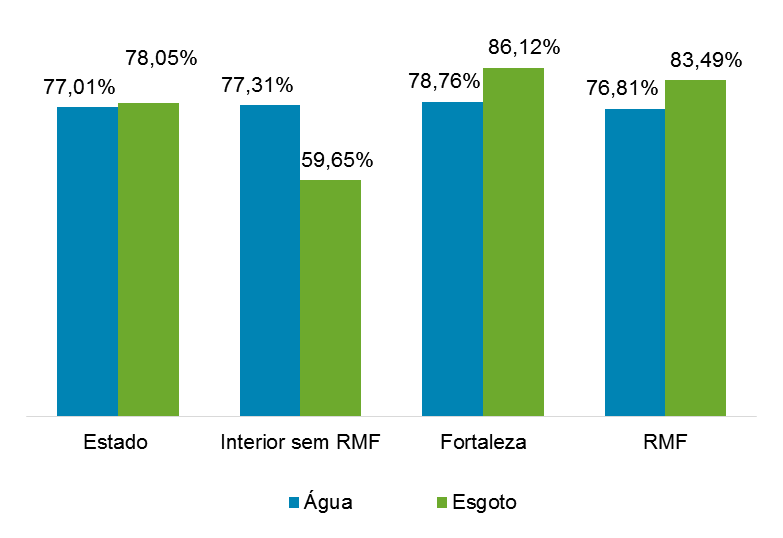 86,12%
78,05%
83,49%
77,01%
77,31%
78,76%
76,81%
59,65%
Estado
Interior sem RMF
Fortaleza
RMF
Água
Esgoto